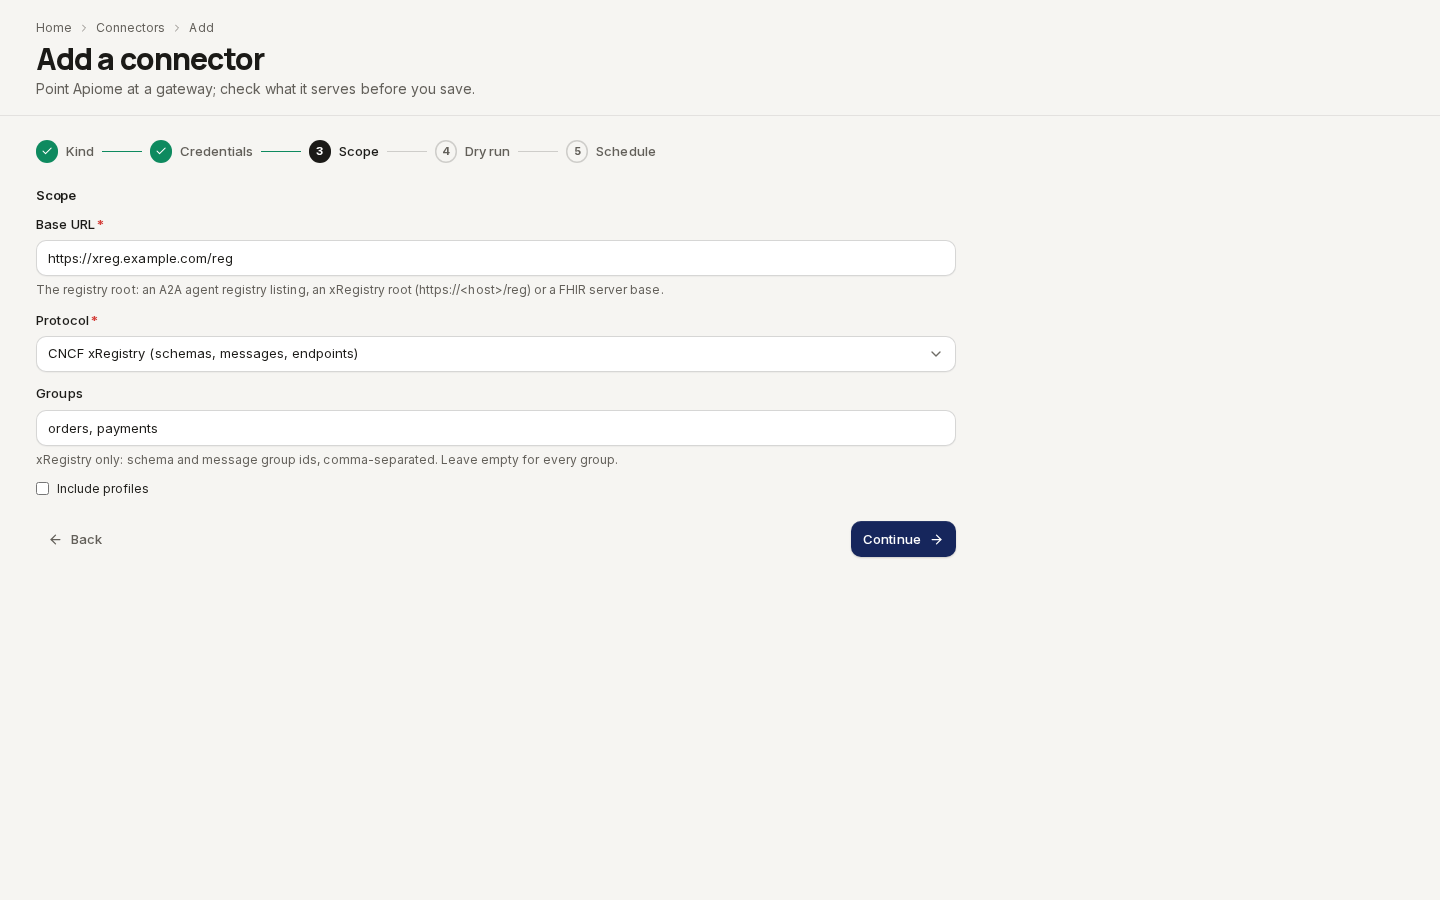 Home > Connectors > Add
Add a connector
Point Apiome at a gateway; check what it serves before you save.
Kind Credentials 3 Scope 4 Dry run 5 Schedule
Scope
Base URL *
https://xreg.example.com/reg
The registry root: an A2A agent registry listing, an xRegistry root (https://<host>/reg) or a FHIR server base.
Protocol *
CNCF xRegistry (schemas, messages, endpoints)
Groups
orders, payments
xRegistry only: schema and message group ids, comma-separated. Leave empty for every group.
Include profiles
Back
Continue